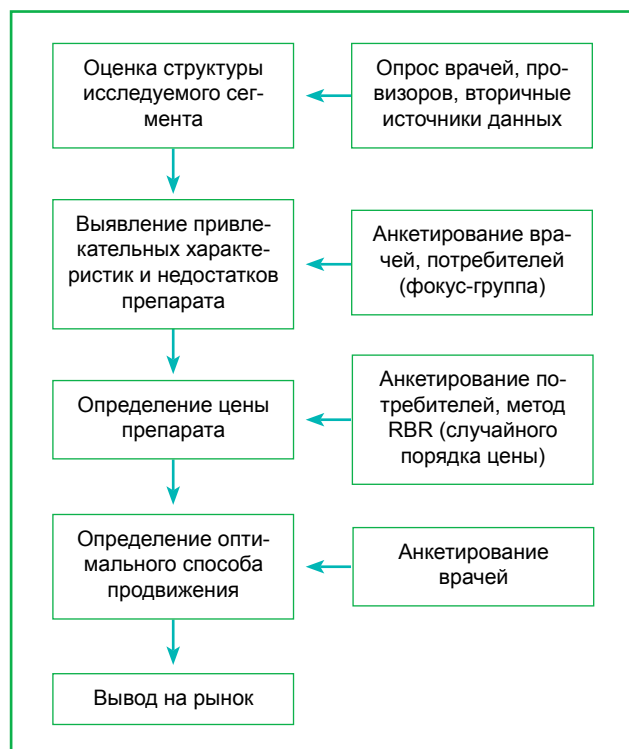 Оценка структуры
исследуемого сег-
мента
Опрос врачей, про-
визоров, вторичные
источники данных
Выявление привле-
кательных характе-
ристик и недостатков
препарата
Анкетирование вра-
чей, потребителей
(фокус-группа)
Определение цены
препарата
Анкетирование по-
требителей, метод
RBR (случайного
порядка цены)
Определение опти-
мального способа
продвижения
Анкетирование
врачей
Вывод на рынок